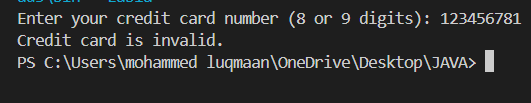 Enter your credit card number (8 or 9 digits): 123456781
Credit card is invalid.
PS C:\Users\mohammed luqmaan\OneDrive\Desktop\JAVA>